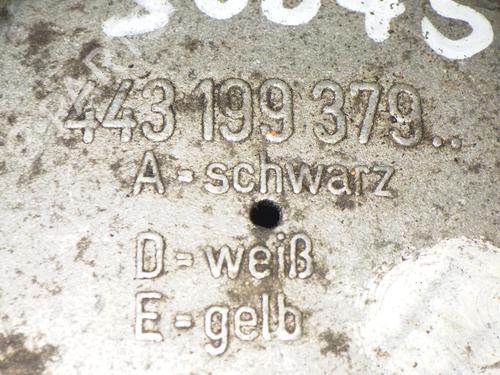 443 199 379..
A - schwarz
D - weiß
E - gelb